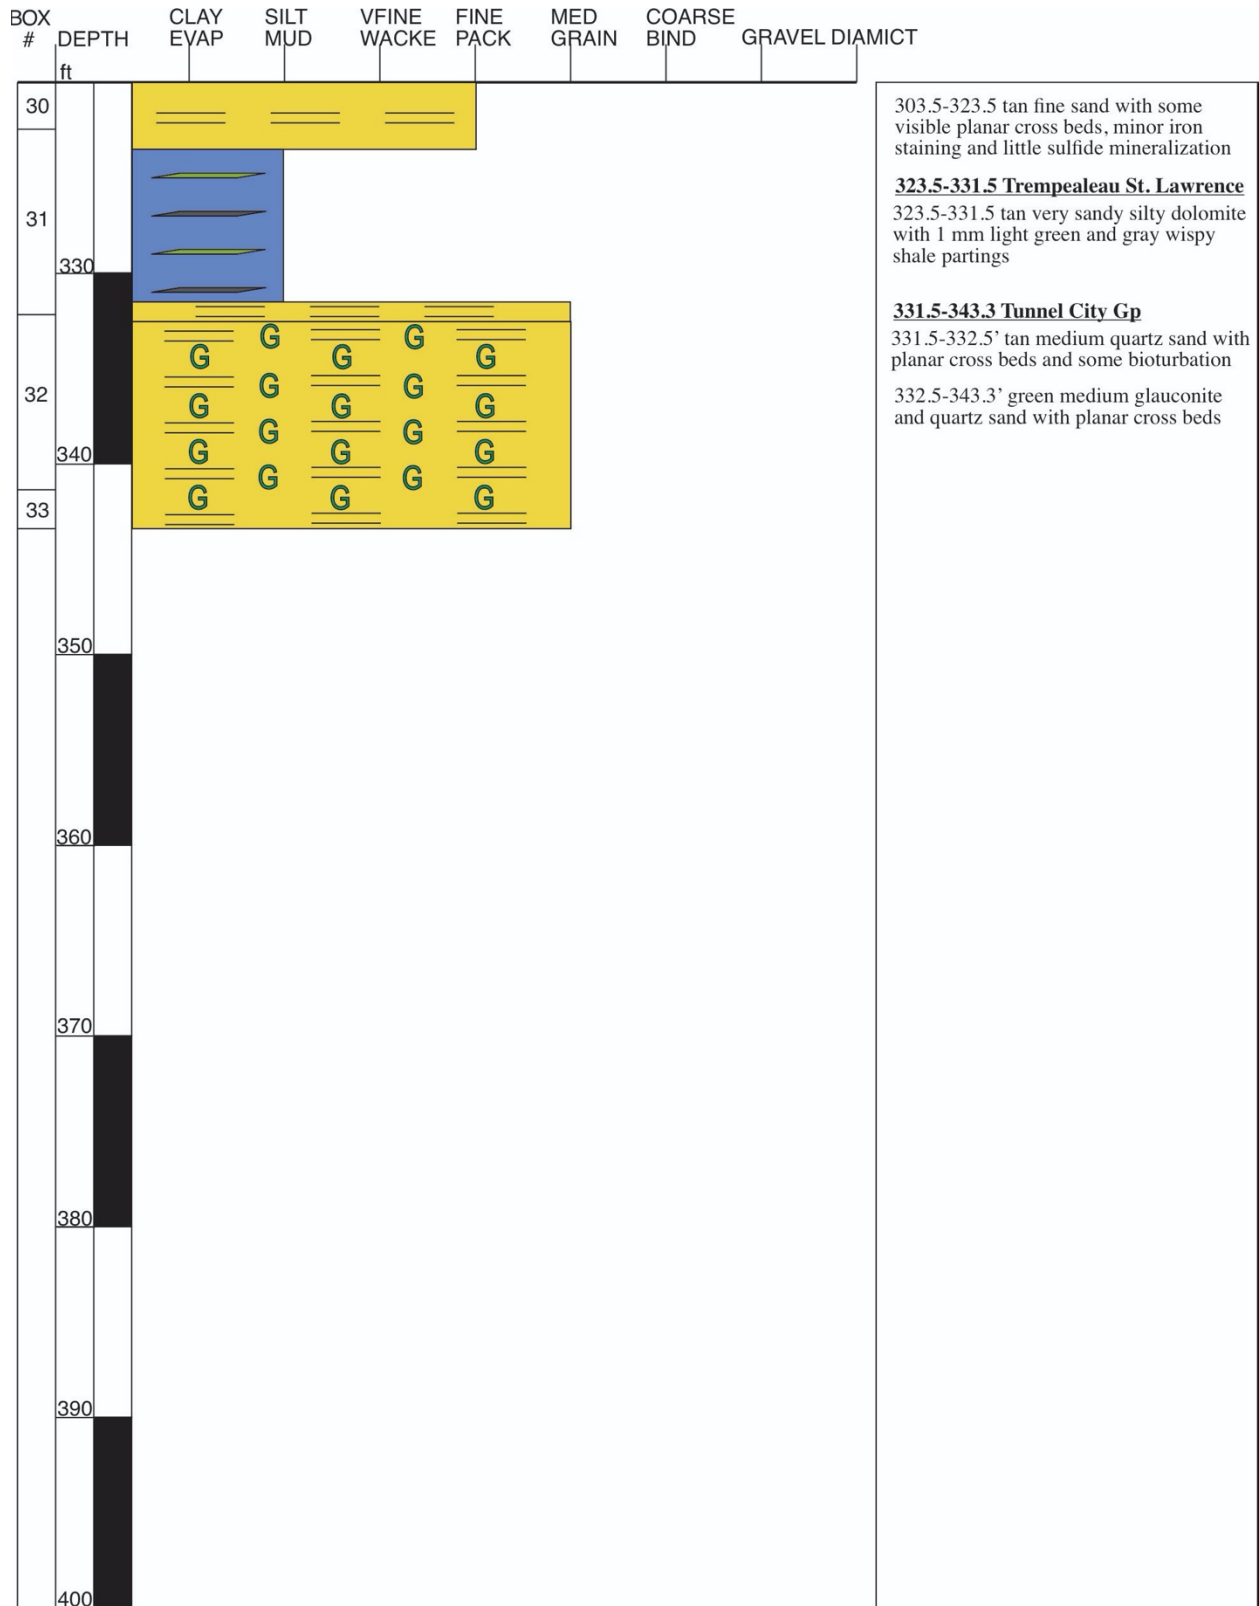 BOX CLAY SILT VFINE FINE MED COARSE
# DEPTH EVAP MUD WACKE PACK GRAIN BIND GRAVEL DIAMICT
ft
30
31
330
32
340
33
350
360
370
380
390
400
G G
G G G
G G
G G G
G G
G G G
G G
G G G
303.5-323.5 tan fine sand with some
visible planar cross beds, minor iron
staining and little sulfide mineralization
323.5-331.5 Trempealeau St. Lawrence
323.5-331.5 tan very sandy silty dolomite
with 1 mm light green and gray wispy
shale partings
331.5-343.3 Tunnel City Gp
331.5-332.5’ tan medium quartz sand with
planar cross beds and some bioturbation
332.5-343.3’ green medium glauconite
and quartz sand with planar cross beds